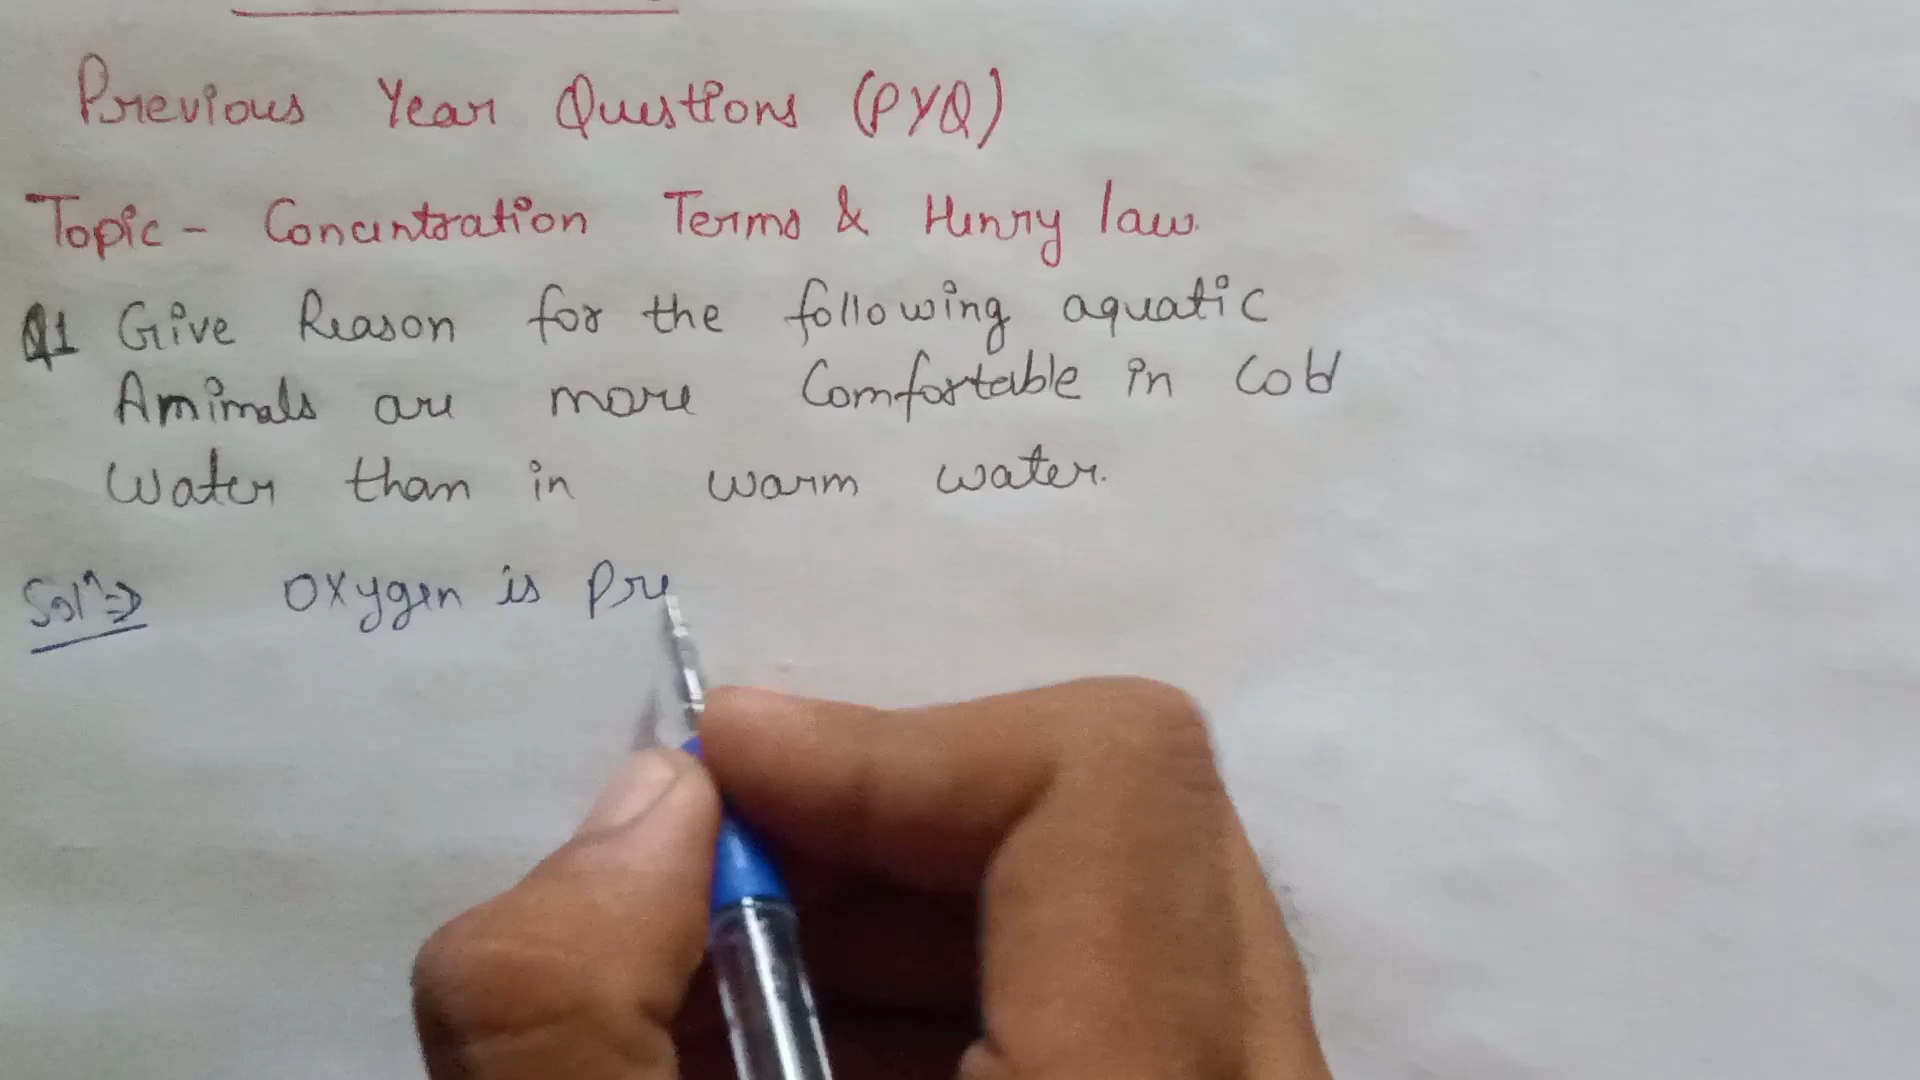 Previous Year Questions (PYQ)
Topic - Concentration Terms & Henry law.
Q1 Give Reason for the following aquatic
Animals are more Comfortable in Cold
Water than in warm water.
Solⁿ⇒ Oxygen is Pre